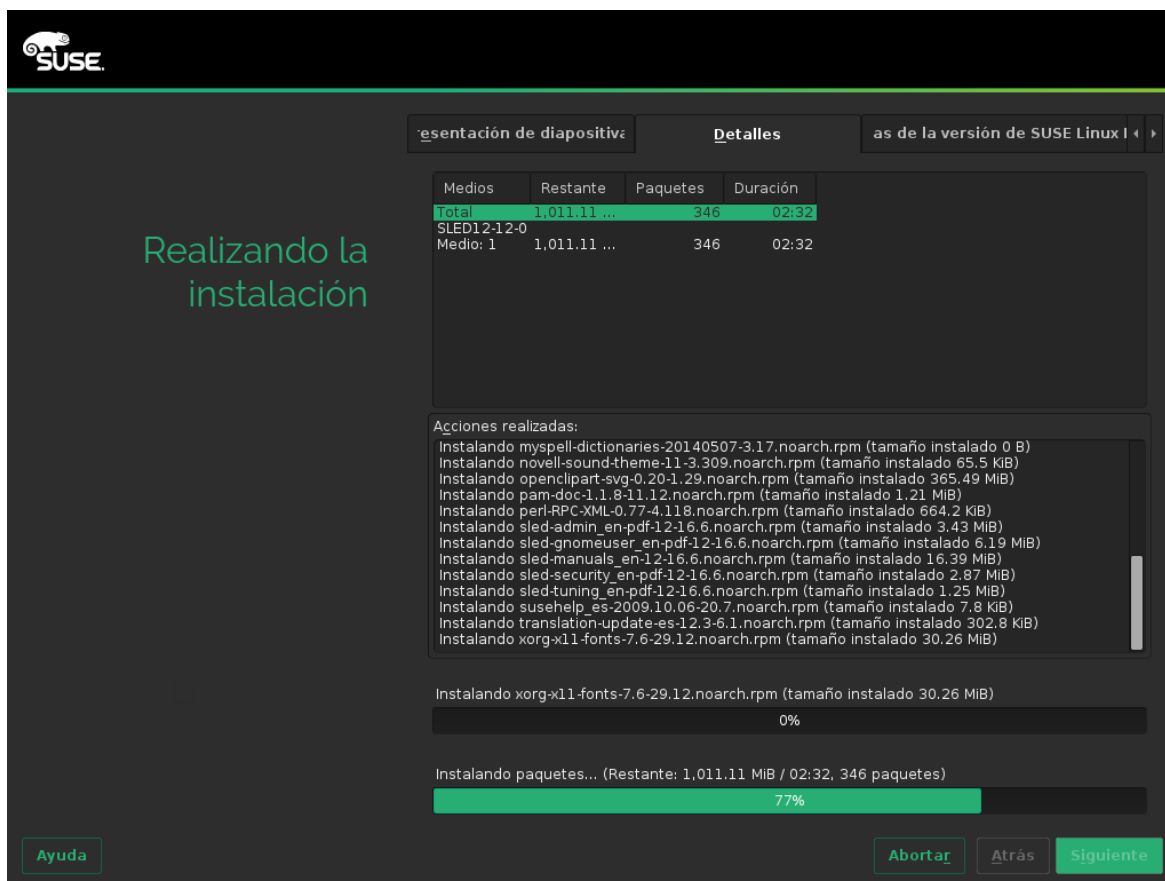 SUSE.
esentación de diapositiva
Detalles
as de la versión de SUSE Linux
Medios Restante Paquetes Duración
Total 1,011.11 ... 346 02:32
SLED12-12-0
Medio: 1 1,011.11 ... 346 02:32
Realizando la
instalación
Acciones realizadas:
Instalando myspell-dictionaries-20140507-3.17.noarch.rpm (tamaño instalado 0 B)
Instalando novell-sound-theme-11-3.309.noarch.rpm (tamaño instalado 65.5 KiB)
Instalando openclipart-svg-0.20-1.29.noarch.rpm (tamaño instalado 365.49 MiB)
Instalando pam-doc-1.1.8-11.12.noarch.rpm (tamaño instalado 1.21 MiB)
Instalando perl-RPC-XML-0.77-4.118.noarch.rpm (tamaño instalado 664.2 KiB)
Instalando sled-admin_en-pdf-12-16.6.noarch.rpm (tamaño instalado 3.43 MiB)
Instalando sled-gnomeuser_en-pdf-12-16.6.noarch.rpm (tamaño instalado 6.19 MiB)
Instalando sled-manuals_en-12-16.6.noarch.rpm (tamaño instalado 16.39 MiB)
Instalando sled-security_en-pdf-12-16.6.noarch.rpm (tamaño instalado 2.87 MiB)
Instalando sled-tuning_en-pdf-12-16.6.noarch.rpm (tamaño instalado 1.25 MiB)
Instalando susehelp_es-2009.10.06-20.7.noarch.rpm (tamaño instalado 7.8 KiB)
Instalando translation-update-es-12.3-6.1.noarch.rpm (tamaño instalado 302.8 KiB)
Instalando xorg-x11-fonts-7.6-29.12.noarch.rpm (tamaño instalado 30.26 MiB)
Instalando xorg-x11-fonts-7.6-29.12.noarch.rpm (tamaño instalado 30.26 MiB)
0%
Instalando paquetes... (Restante: 1,011.11 MiB / 02:32, 346 paquetes)
77%
Ayuda
Abortar
Atrás
Siguiente